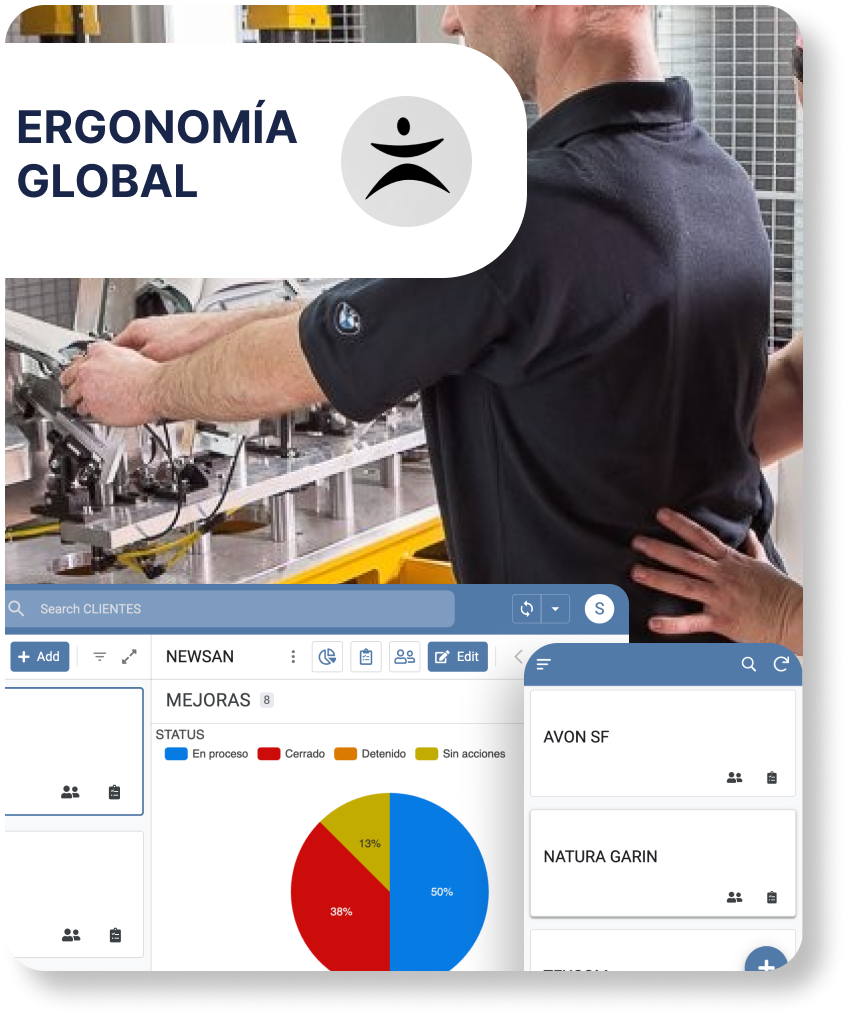 ERGONOMÍA
GLOBAL
Search CLIENTES
S
Add
NEWSAN
Edit
MEJORAS 8
STATUS
En proceso Cerrado Detenido Sin acciones
13%
50%
38%
AVON SF
NATURA GARIN